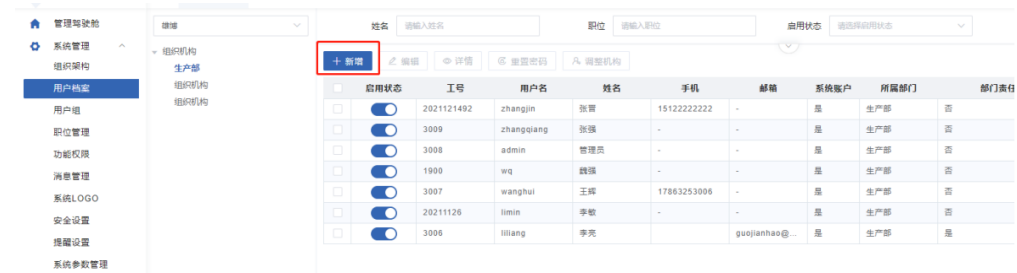 管理驾驶舱
系统管理
组织架构
用户档案
用户组
职位管理
功能权限
消息管理
系统LOGO
安全设置
提醒设置
系统参数管理
雄博
组织机构
生产部
组织机构
组织机构
姓名 请输入姓名 职位 请输入职位 启用状态 请选择启用状态
新增 编辑 详情 重置密码 调整机构
启用状态 工号 用户名 姓名 手机 邮箱 系统账户 所属部门 部门责任
2021121492 zhangjin 张晋 15122222222 - 是 生产部 否
3009 zhangqiang 张强 - - 是 生产部 否
3008 admin 管理员 - - 是 生产部 否
1900 wq 魏强 - - 是 生产部 否
3007 wanghui 王辉 17863253006 - 是 生产部 否
20211126 limin 李敏 - - 是 生产部 否
3006 liliang 李亮 guojianhao@... 是 生产部 是